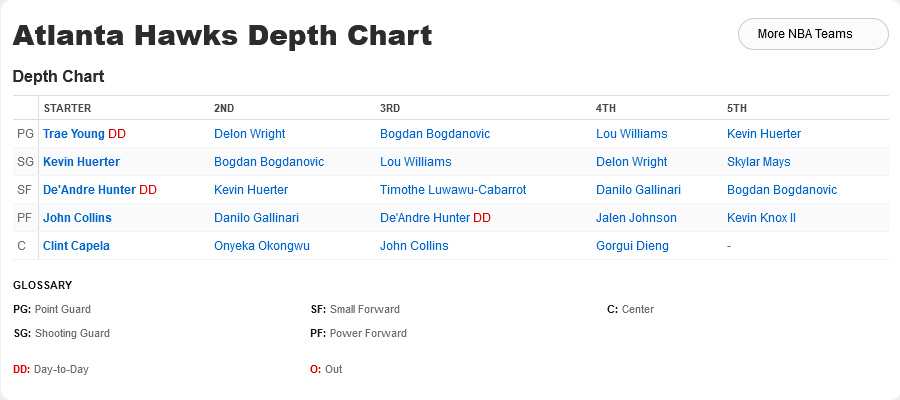 Atlanta Hawks Depth Chart
More NBA Teams
Depth Chart
STARTER 2ND 3RD 4TH 5TH
PG Trae Young DD Delon Wright Bogdan Bogdanovic Lou Williams Kevin Huerter
SG Kevin Huerter Bogdan Bogdanovic Lou Williams Delon Wright Skylar Mays
SF De'Andre Hunter DD Kevin Huerter Timothe Luwawu-Cabarrot Danilo Gallinari Bogdan Bogdanovic
PF John Collins Danilo Gallinari De'Andre Hunter DD Jalen Johnson Kevin Knox II
C Clint Capela Onyeka Okongwu John Collins Gorgui Dieng -
GLOSSARY
PG: Point Guard SF: Small Forward C: Center
SG: Shooting Guard PF: Power Forward
DD: Day-to-Day O: Out